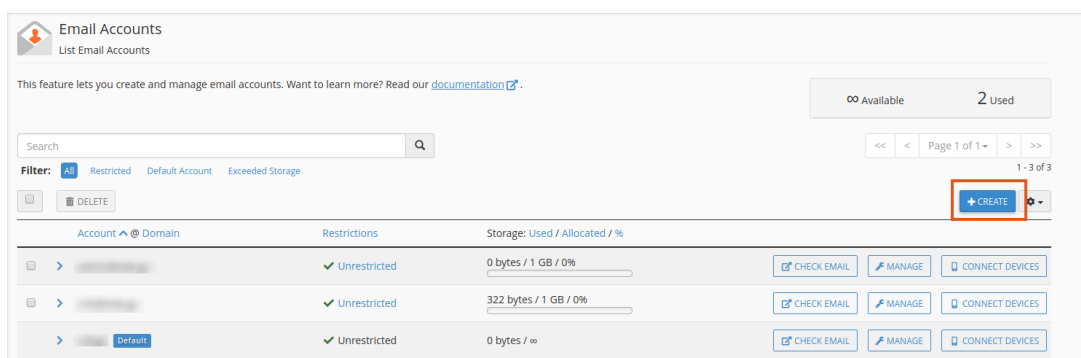 Email Accounts
List Email Accounts
This feature lets you create and manage email accounts. Want to learn more? Read our documentation.
∞ Available 2 Used
Search
<< < Page 1 of 1 > >>
Filter: All Restricted Default Account Exceeded Storage
1 - 3 of 3
DELETE
+ CREATE
Account @ Domain Restrictions Storage: Used / Allocated / %
Unrestricted 0 bytes / 1 GB / 0% CHECK EMAIL MANAGE CONNECT DEVICES
Unrestricted 322 bytes / 1 GB / 0% CHECK EMAIL MANAGE CONNECT DEVICES
Default Unrestricted 0 bytes / ∞ CHECK EMAIL MANAGE CONNECT DEVICES